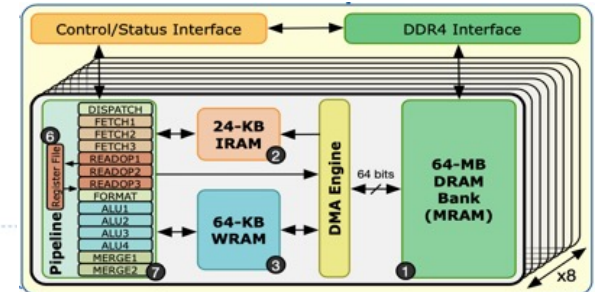 Control/Status Interface
DDR4 Interface
DISPATCH
FETCH1
FETCH2
FETCH3
READOP1
READOP2
READOP3
FORMAT
ALU1
ALU2
ALU3
ALU4
MERGE1
MERGE2
6
Register File
Pipeline
7
24-KB
IRAM
2
64-KB
WRAM
3
DMA Engine
64 bits
64-MB
DRAM
Bank
(MRAM)
1
x8